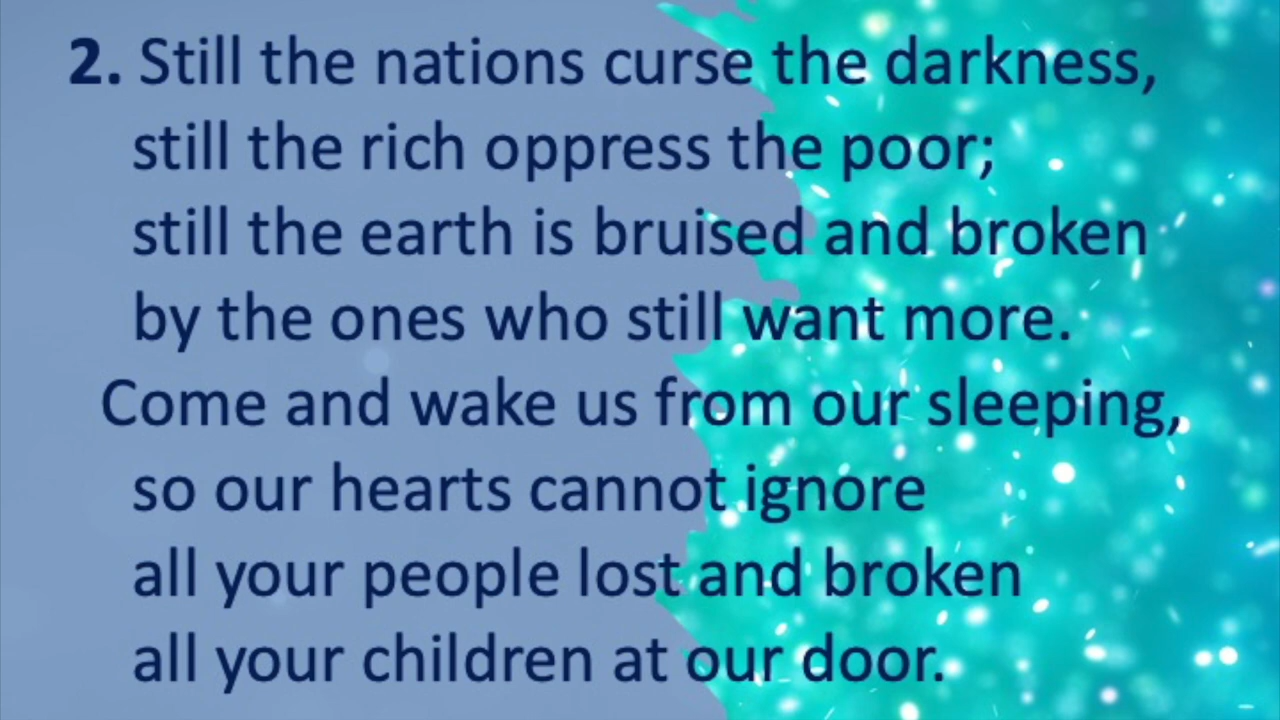 2. Still the nations curse the darkness,
still the rich oppress the poor;
still the earth is bruised and broken
by the ones who still want more.
Come and wake us from our sleeping,
so our hearts cannot ignore
all your people lost and broken
all your children at our door.